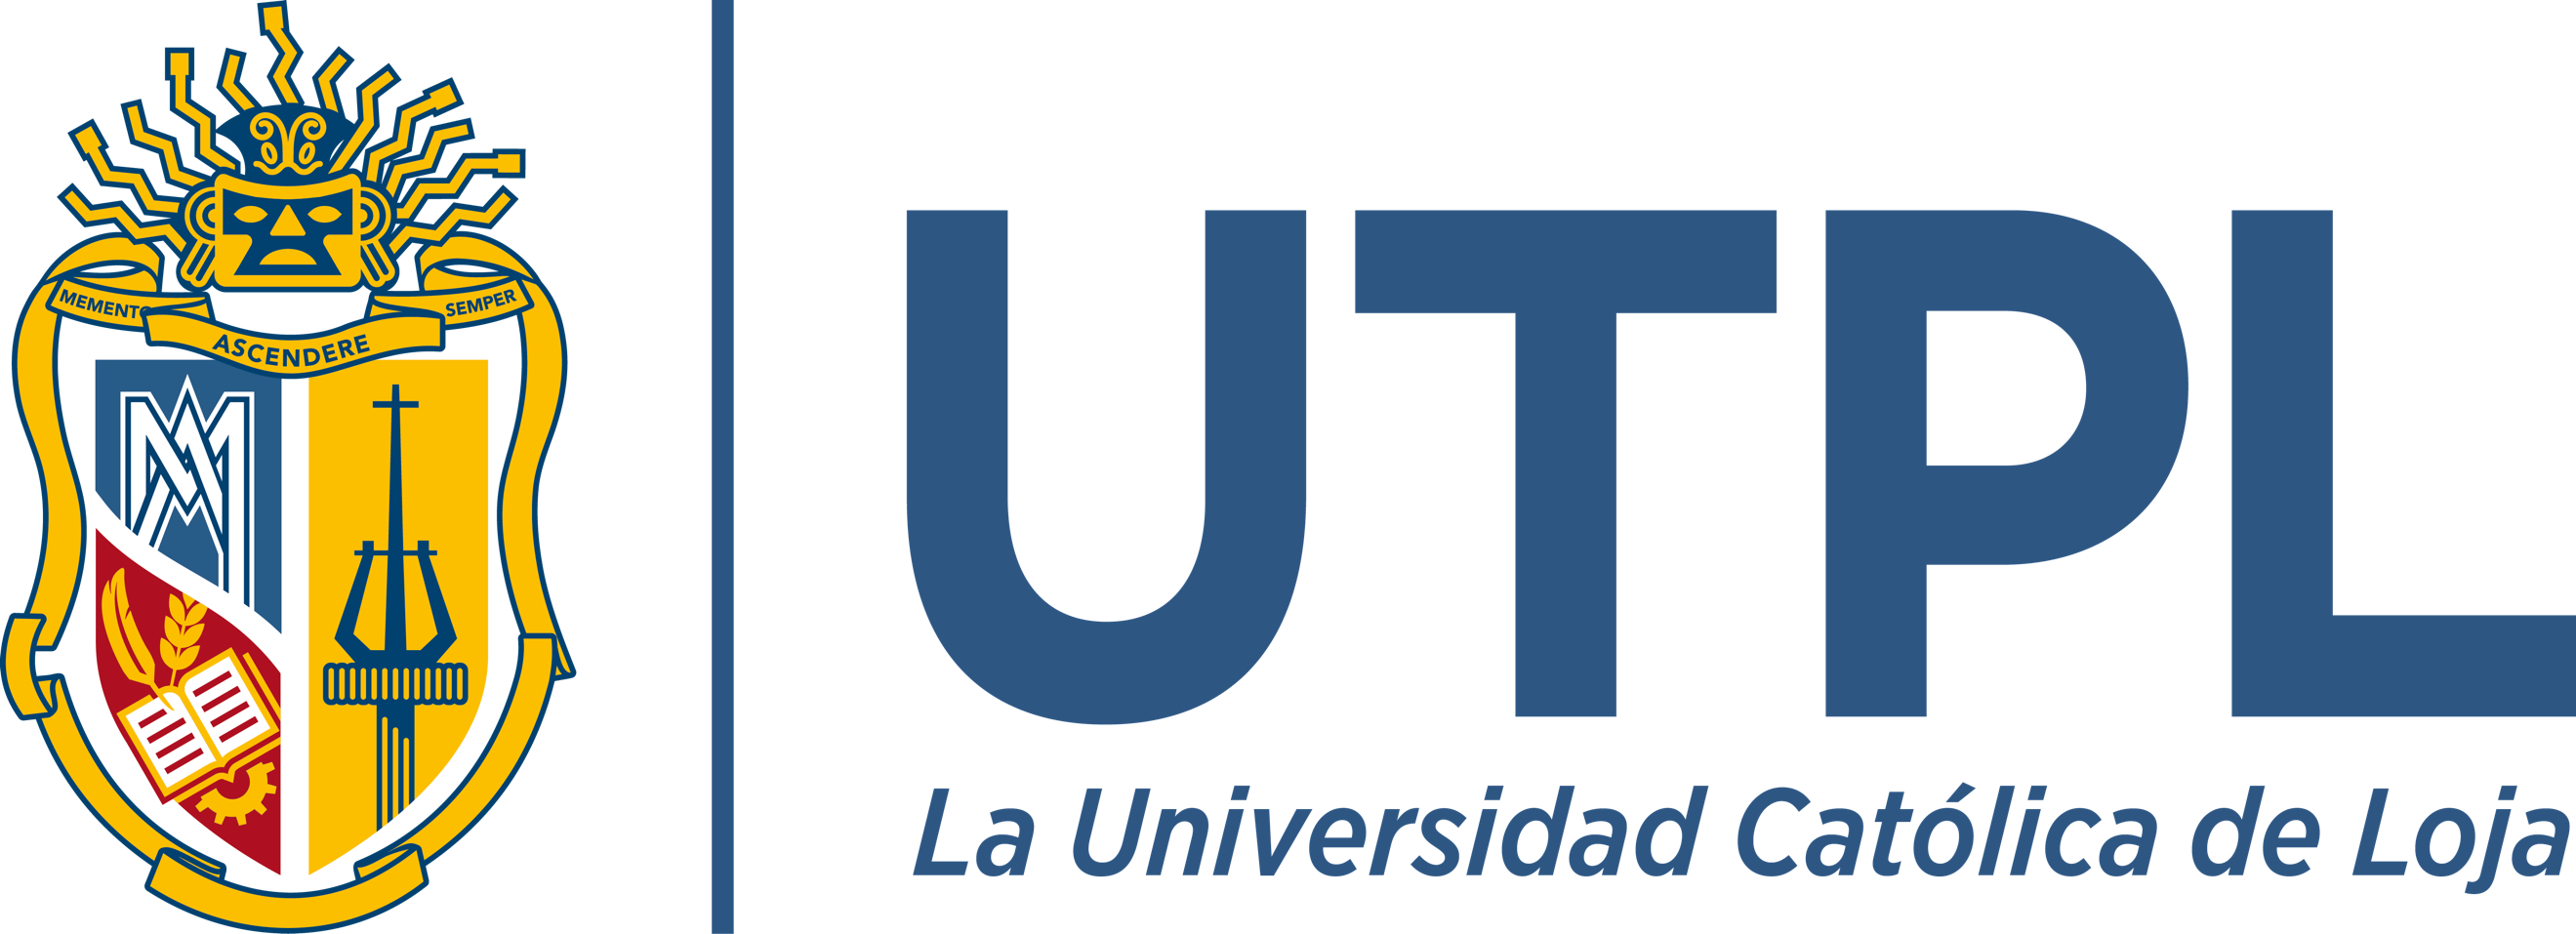 MEMENTO ASCENDERE SEMPER
UTPL
La Universidad Católica de Loja